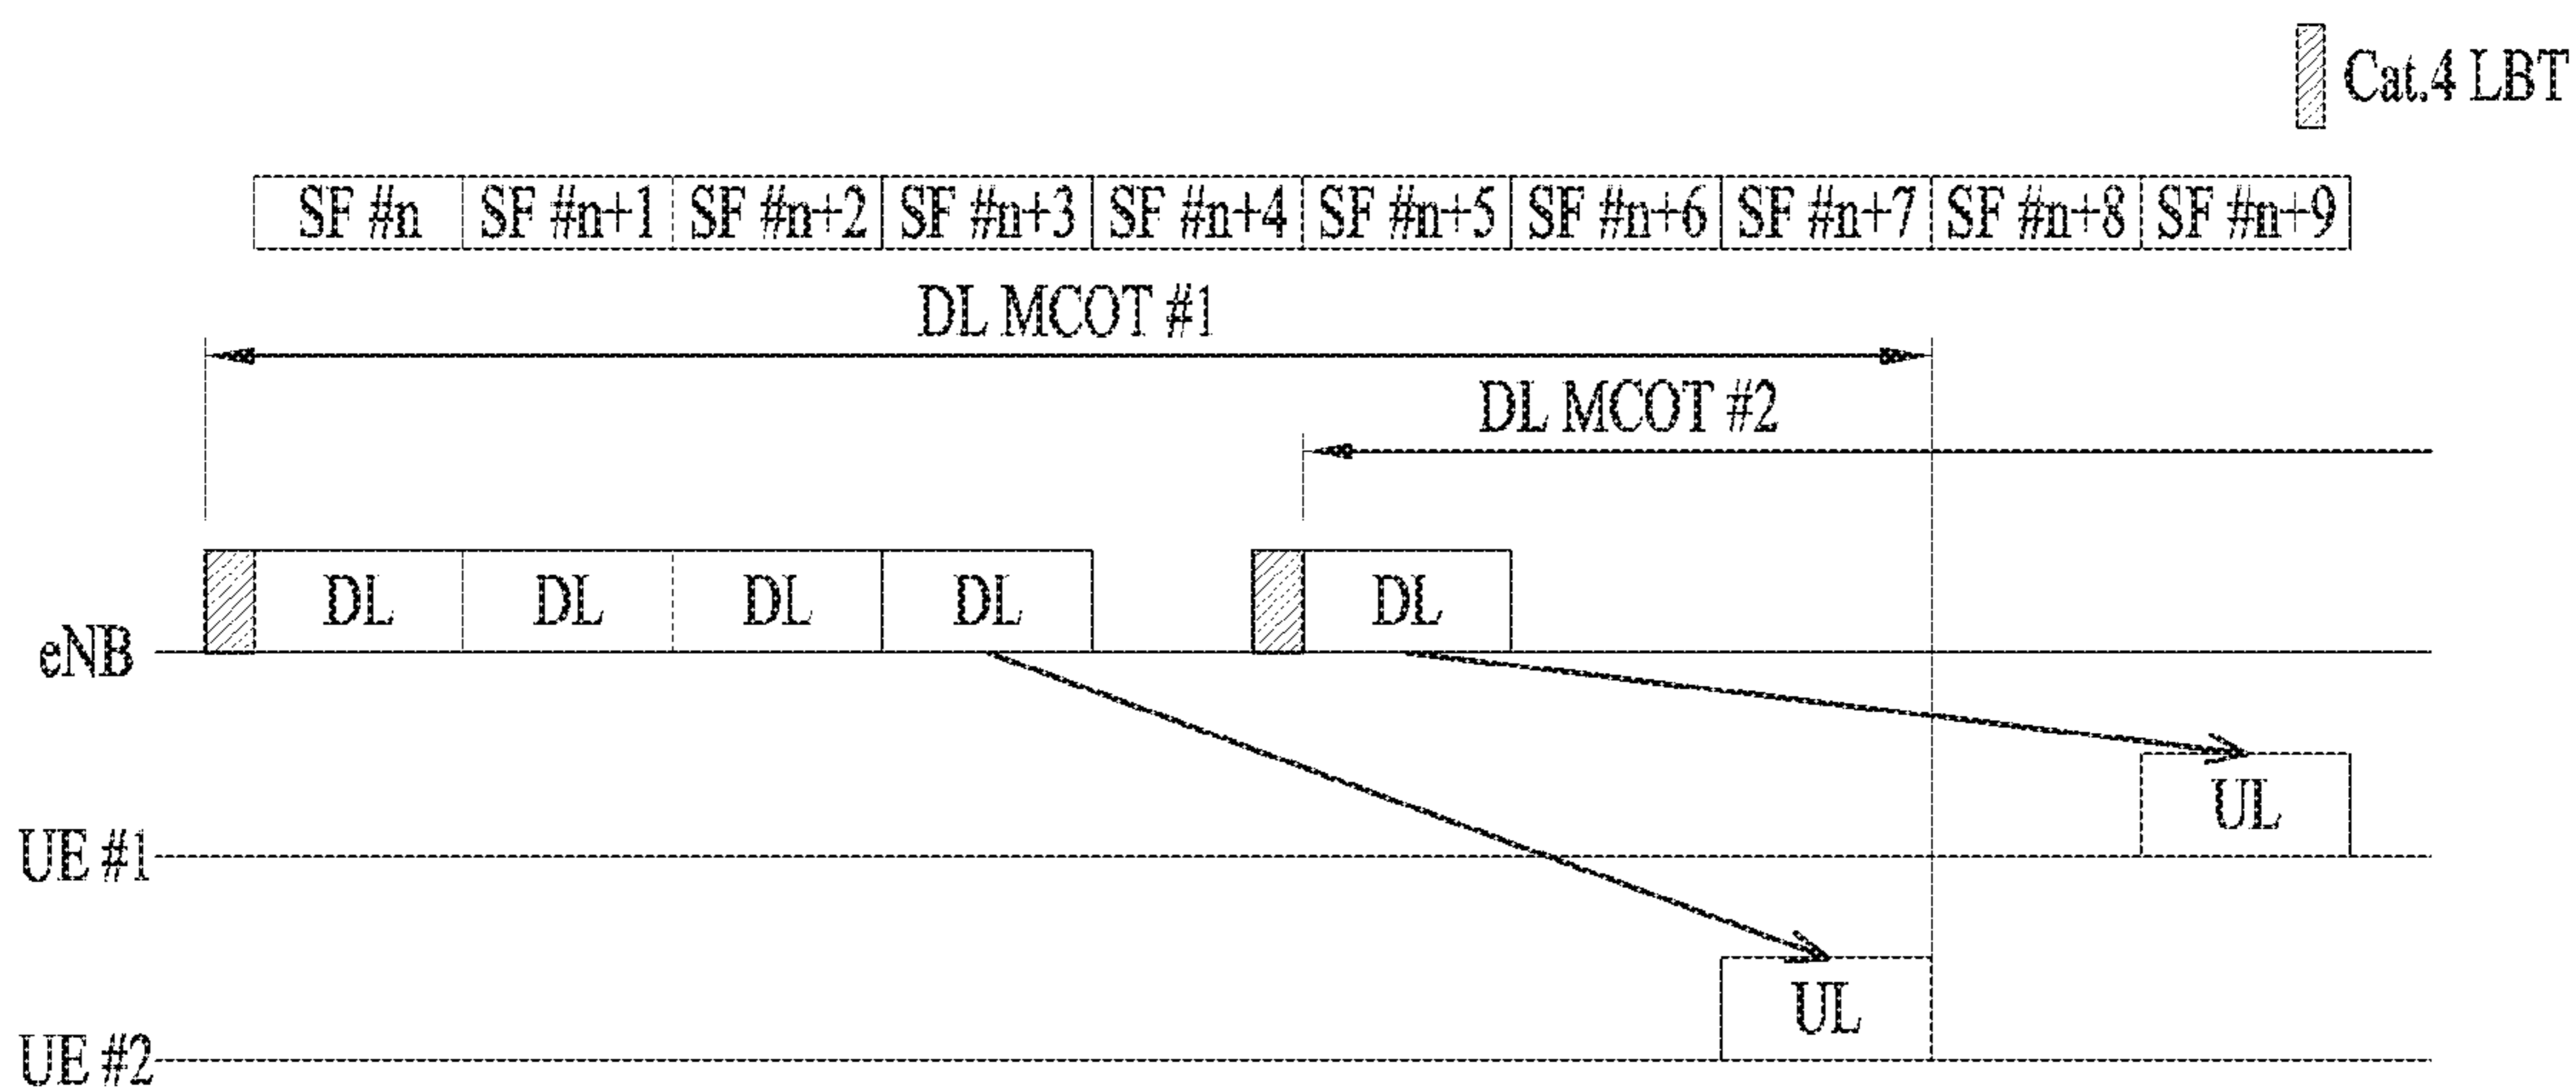 Cat.4 LBT
SF #n SF #n+1 SF #n+2 SF #n+3 SF #n+4 SF #n+5 SF #n+6 SF #n+7 SF #n+8 SF #n+9
DL MCOT #1
DL MCOT #2
DL DL DL DL DL
eNB
UL
UE #1
UL
UE #2